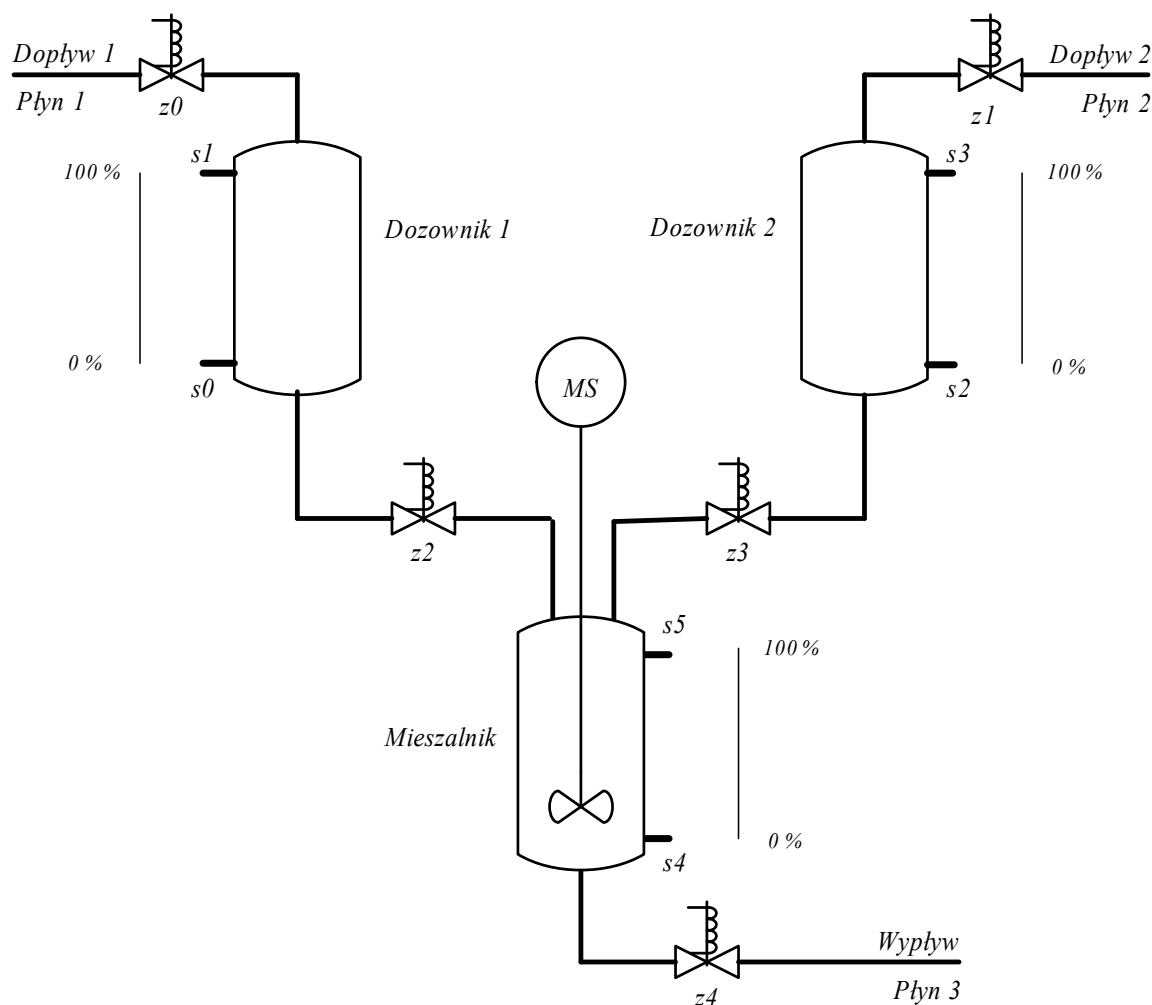 Dopływ 1
Płyn 1
z0
Dopływ 2
Płyn 2
z1
s1
100 %
s3
100 %
Dozownik 1
Dozownik 2
0 %
s0
0 %
s2
MS
z2
z3
s5
100 %
Mieszalnik
0 %
s4
Wypływ
Płyn 3
z4